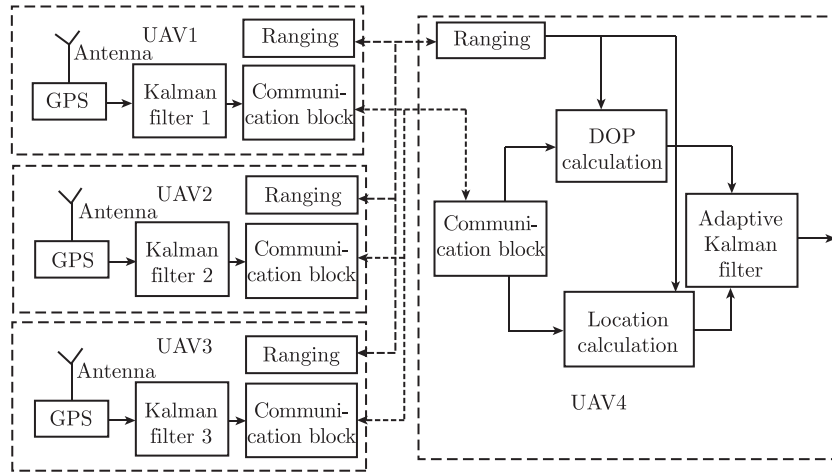 UAV1
Ranging
Antenna
GPS
Kalman
filter 1
Communi-
cation block
UAV2
Ranging
Antenna
GPS
Kalman
filter 2
Communi-
cation block
UAV3
Ranging
Antenna
GPS
Kalman
filter 3
Communi-
cation block
Ranging
DOP
calculation
Communi-
cation block
Adaptive
Kalman
filter
Location
calculation
UAV4